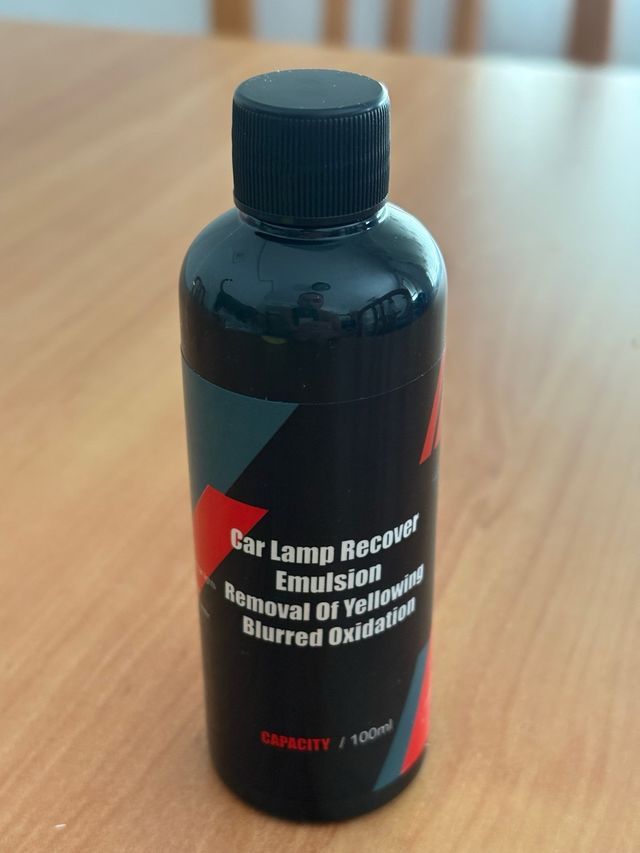 Car Lamp Recover
Emulsion
Removal Of Yellowing
Blurred Oxidation
CAPACITY / 100ml